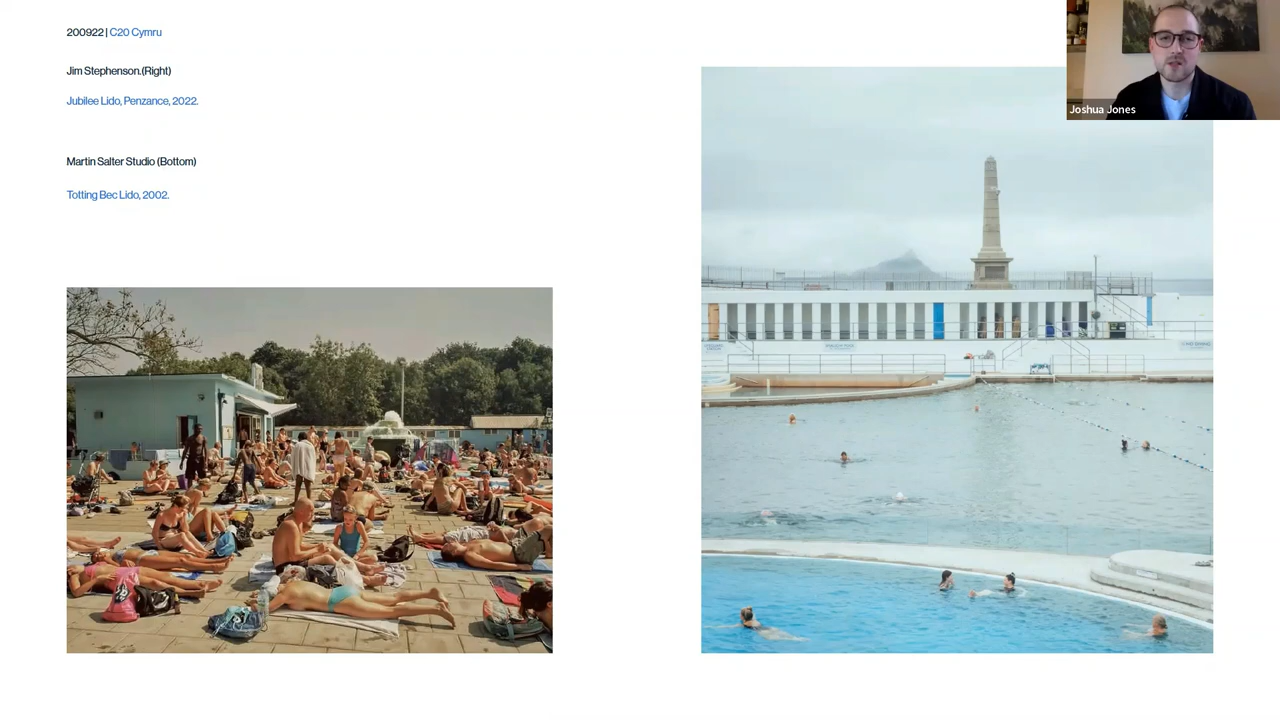 200922 | C20 Cymru
Jim Stephenson.(Right)
Jubilee Lido, Penzance, 2022.
Martin Salter Studio (Bottom)
Totting Bec Lido, 2002.
Joshua Jones